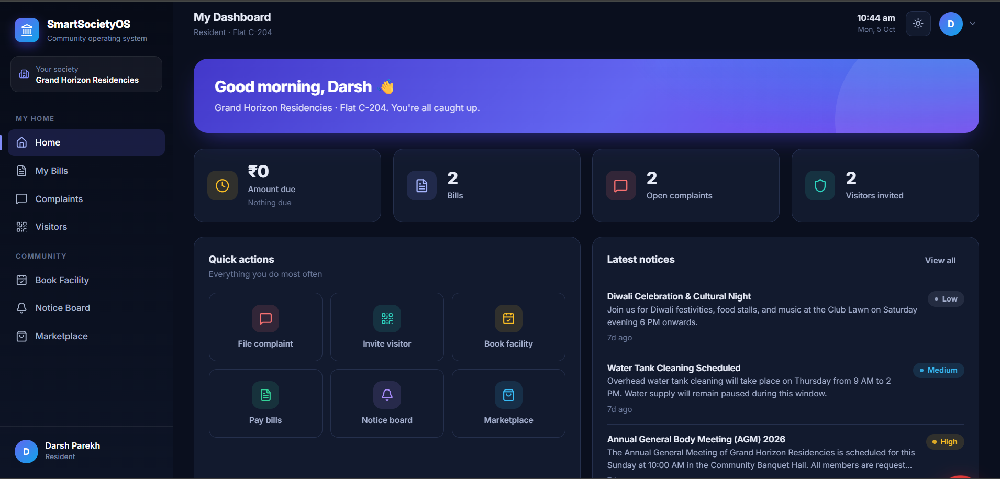 SmartSocietyOS
Community operating system
Your society
Grand Horizon Residencies
MY HOME
Home
My Bills
Complaints
Visitors
COMMUNITY
Book Facility
Notice Board
Marketplace
D
Darsh Parekh
Resident
My Dashboard
Resident · Flat C-204
10:44 am
Mon, 5 Oct
D
Good morning, Darsh 👋
Grand Horizon Residencies · Flat C-204. You're all caught up.
₹0
Amount due
Nothing due
2
Bills
2
Open complaints
2
Visitors invited
Quick actions
Everything you do most often
File complaint
Invite visitor
Book facility
Pay bills
Notice board
Marketplace
Latest notices
View all
Diwali Celebration & Cultural Night
Low
Join us for Diwali festivities, food stalls, and music at the Club Lawn on Saturday
evening 6 PM onwards.
7d ago
Water Tank Cleaning Scheduled
Medium
Overhead water tank cleaning will take place on Thursday from 9 AM to 2
PM. Water supply will remain paused during this window.
7d ago
Annual General Body Meeting (AGM) 2026
High
The Annual General Meeting of Grand Horizon Residencies is scheduled for this
Sunday at 10:00 AM in the Community Banquet Hall. All members are request...